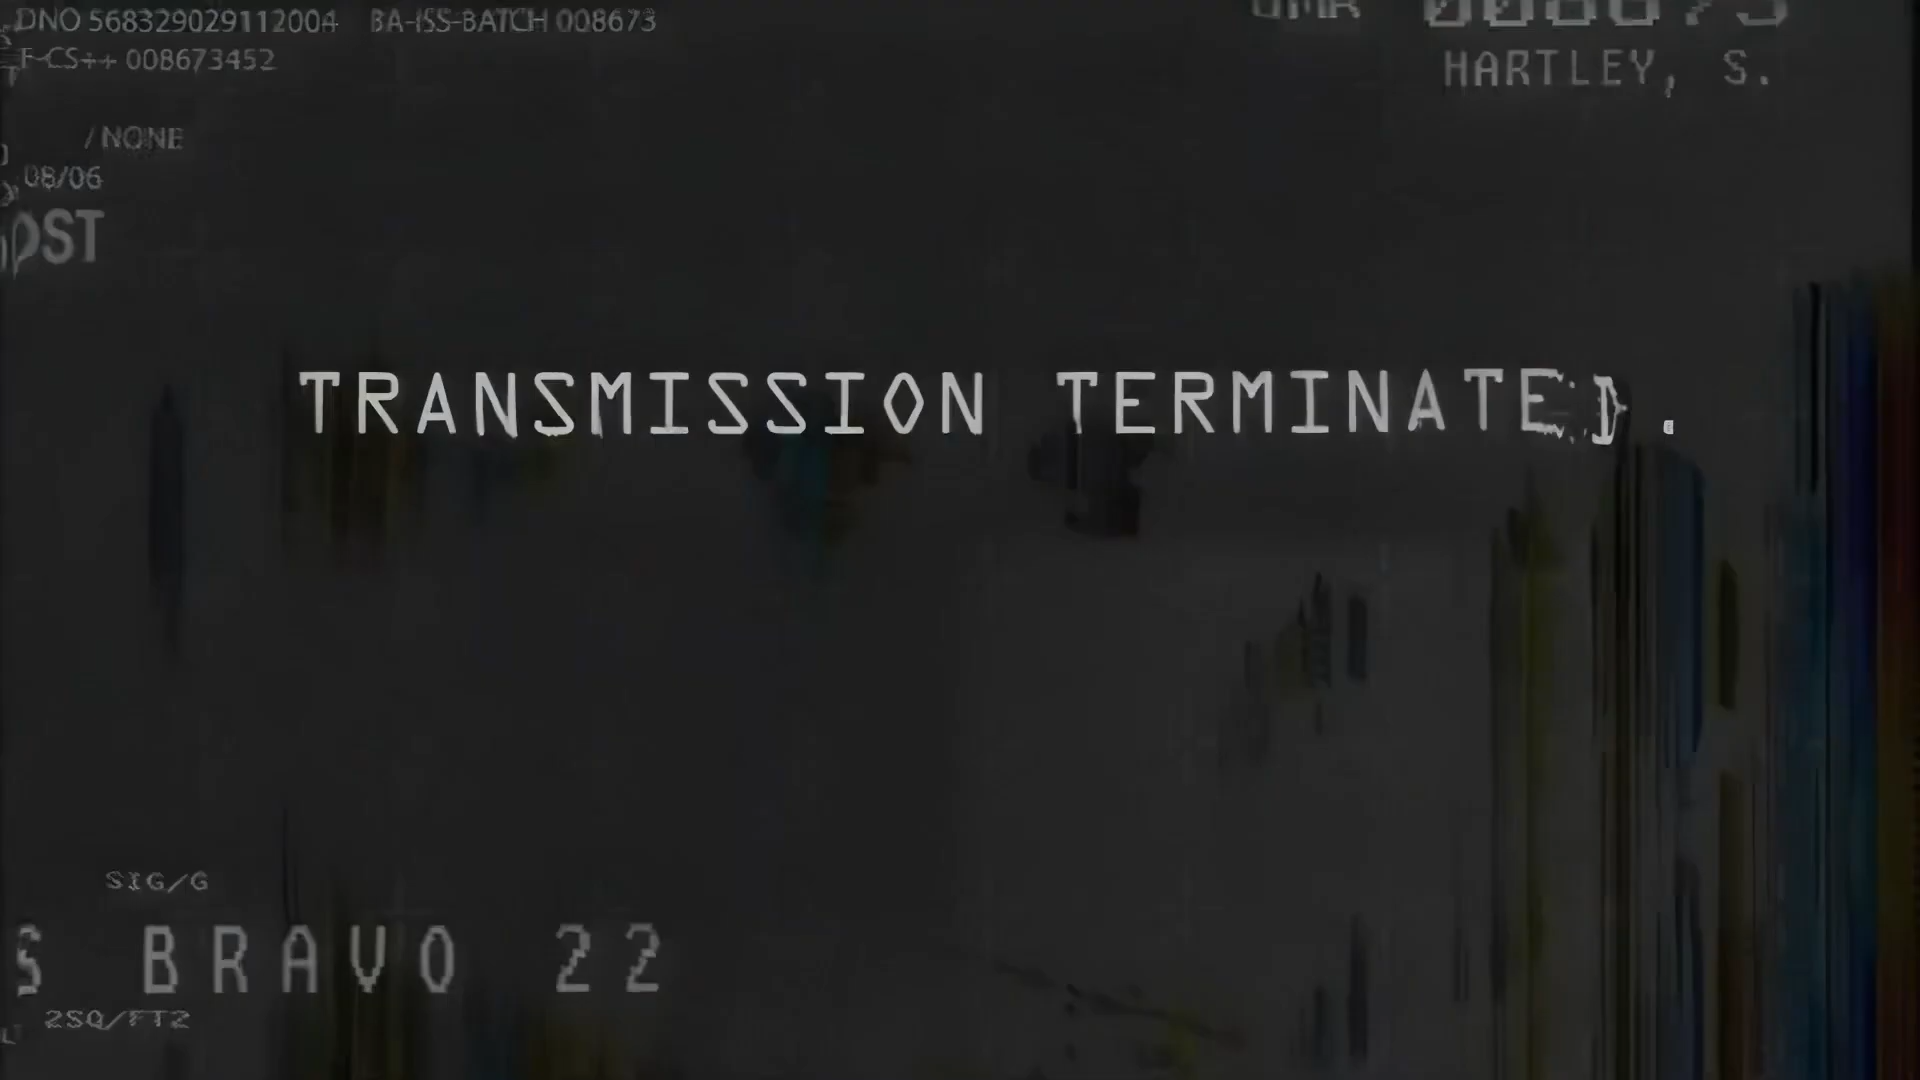 DNO 568329029112004 BA-ISS-BATCH 008673
F-CS++ 008673452
HARTLEY, S.
/NONE
08/06
TRANSMISSION TERMINATED.
SIG/G
S BRAVO 22
2SQ/FT2